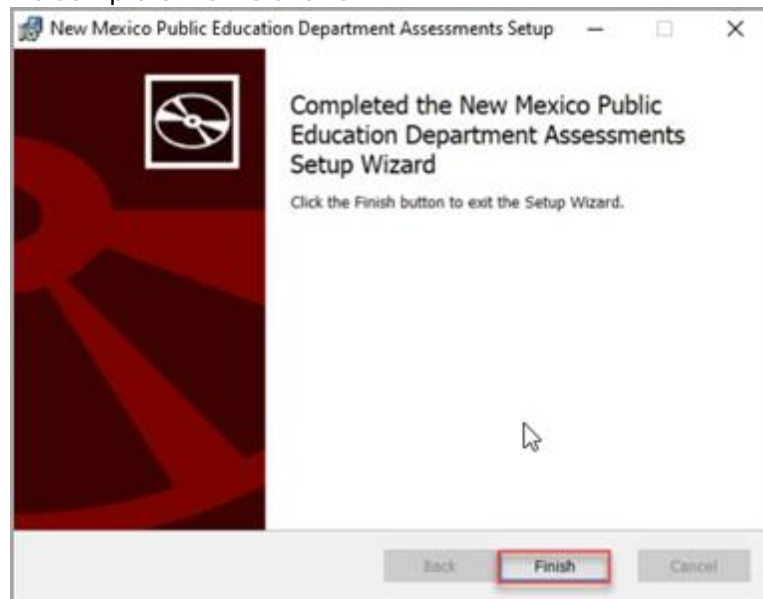 New Mexico Public Education Department Assessments Setup
Completed the New Mexico Public
Education Department Assessments
Setup Wizard
Click the Finish button to exit the Setup Wizard.
Back Finish Cancel